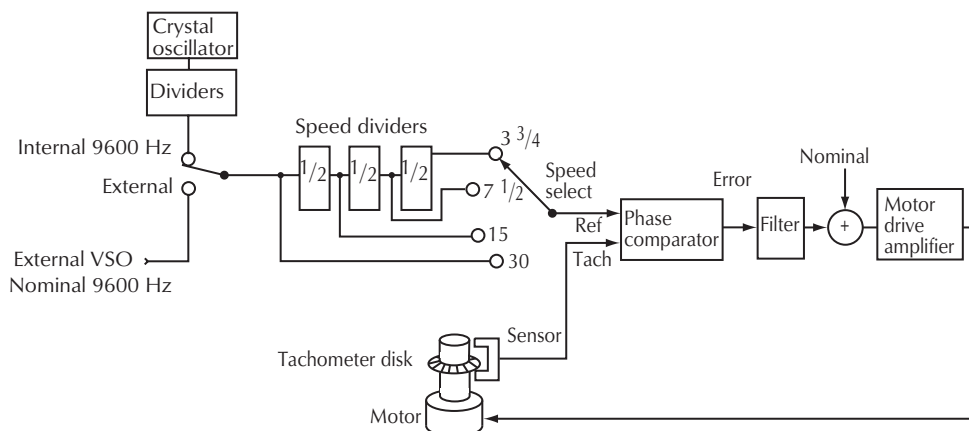 Crystal
oscillator
Dividers
Internal 9600 Hz
External
External VSO
Nominal 9600 Hz
Speed dividers
1/2
1/2
1/2
3 3/4
7 1/2
15
30
Speed
select
Ref
Tach
Phase
comparator
Error
Filter
Nominal
+
Motor
drive
amplifier
Sensor
Tachometer disk
Motor